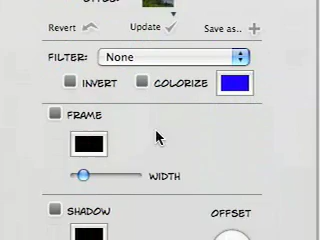 Revert Update Save as..
FILTER: None
INVERT COLORIZE
FRAME
WIDTH
SHADOW OFFSET